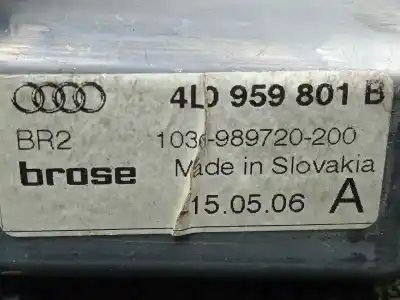 4L0 959 801 B
BR2 1036-989720-200
brose Made in Slovakia
15.05.06 A